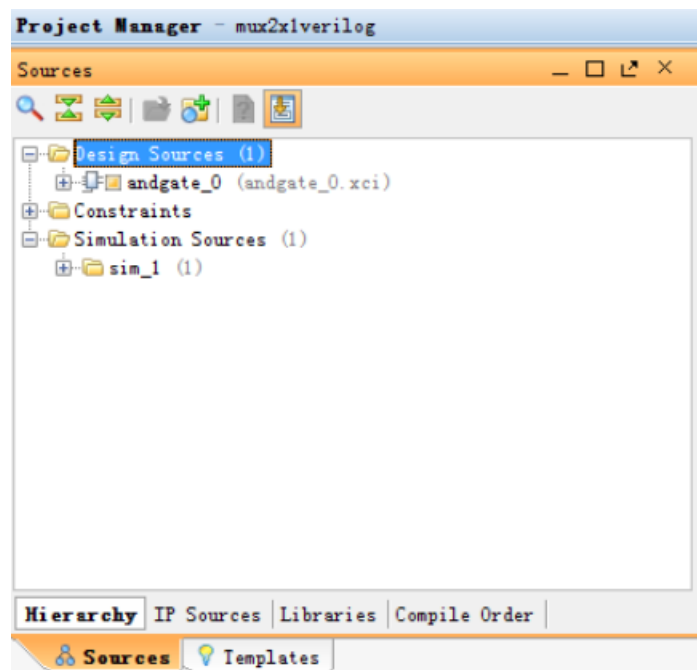 Project Manager - mux2x1verilog
Sources
Design Sources (1)
andgate_0 (andgate_0.xci)
Constraints
Simulation Sources (1)
sim_1 (1)
Hierarchy IP Sources Libraries Compile Order
Sources Templates